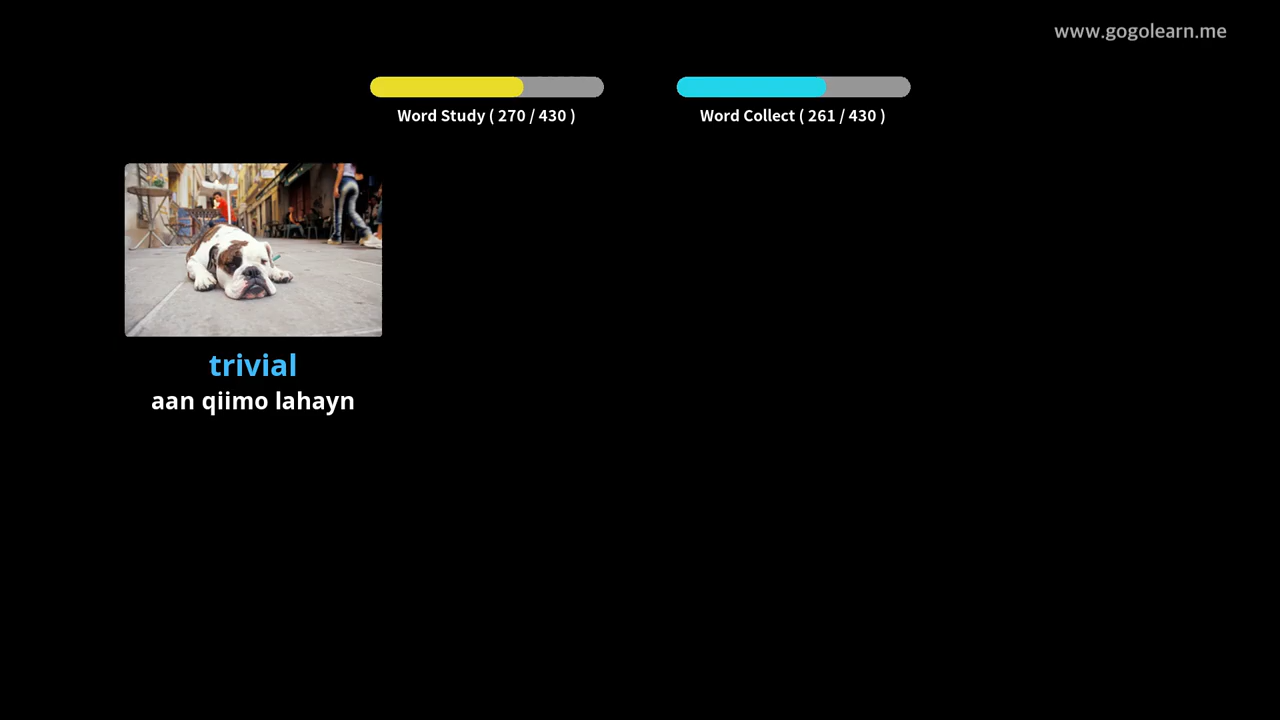 www.gogolearn.me
Word Study ( 270 / 430 )
Word Collect ( 261 / 430 )
trivial
aan qiimo lahayn